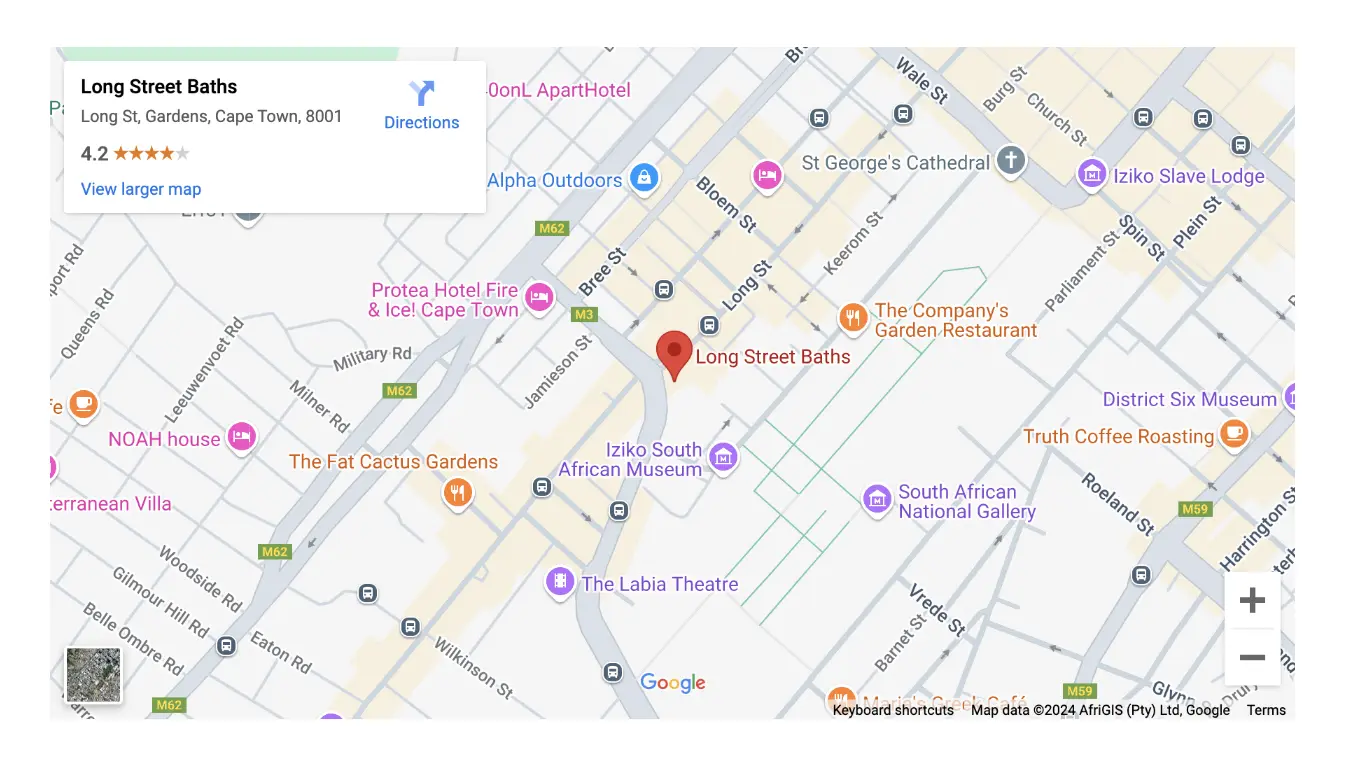 Long Street Baths
Long St, Gardens, Cape Town, 8001
Directions
4.2
View larger map
0onL ApartHotel
Wale St
Burg St
Church St
St George's Cathedral
Iziko Slave Lodge
Alpha Outdoors
Bloem St
Plein St
Spin St
M62
Keerom St
Parliament St
Bree St
Long St
Queens Rd
Protea Hotel Fire
& Ice! Cape Town
M3
The Company's
Garden Restaurant
Leeuwenvoet Rd
Military Rd
Jamieson St
Long Street Baths
M62
Milner Rd
District Six Museum
NOAH house
Truth Coffee Roasting
The Fat Cactus Gardens
Iziko South
African Museum
South African
National Gallery
terranean Villa
Roeland St
M59
Harrington St
M62
Woodside Rd
Gilmour Hill Rd
Belle Ombre Rd
Eaton Rd
The Labia Theatre
Vrede St
Barnet St
Wilkinson St
Google
M62
M59
Glynn S
Maria's Greek Café
Keyboard shortcuts
Map data ©2024 AfriGIS (Pty) Ltd, Google
Terms